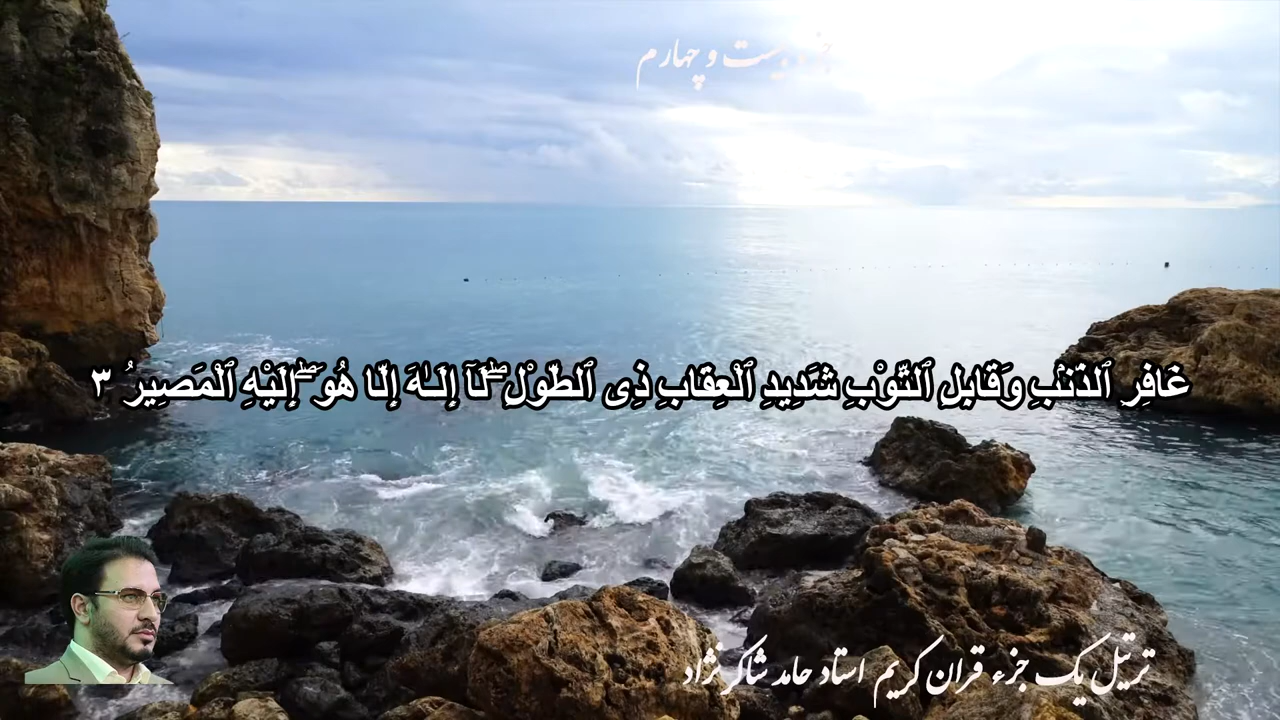 جزء بیست و چهارم
غَافِرِ ٱلذَّنۢبِ وَقَابِلِ ٱلتَّوْبِ شَدِيدِ ٱلْعِقَابِ ذِى ٱلطَّوْلِ ۖ لَآ إِلَـٰهَ إِلَّا هُوَ ۖ إِلَيْهِ ٱلْمَصِيرُ ٣
ترتیل یک جزء قران کریم استاد حامد شاکرنژاد